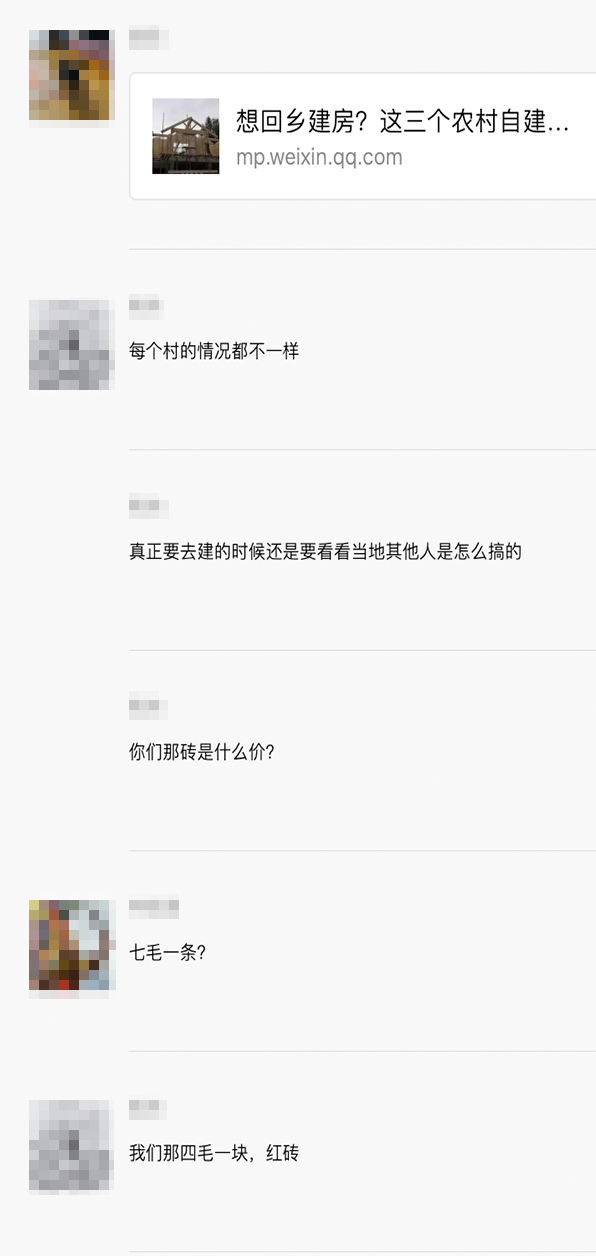 想回乡建房？这三个农村自建...
mp.weixin.qq.com
每个村的情况都不一样
真正要去建的时候还是要看看当地其他人是怎么搞的
你们那砖是什么价?
七毛一条?
我们那四毛一块，红砖